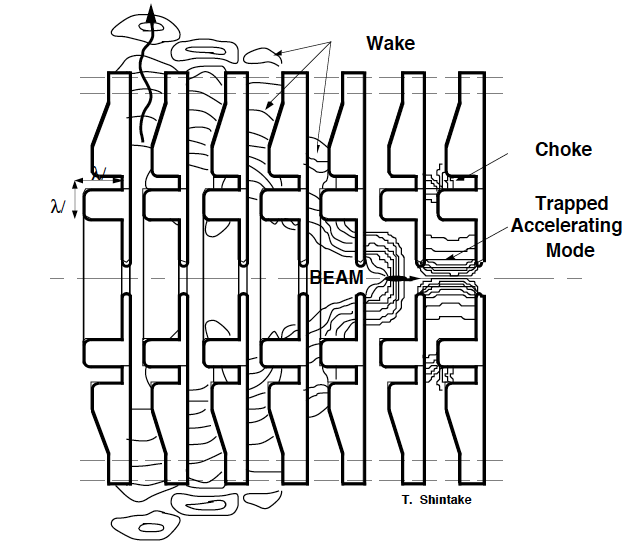 Wake
Choke
λ/
λ/
Trapped
Accelerating
Mode
BEAM
T. Shintake